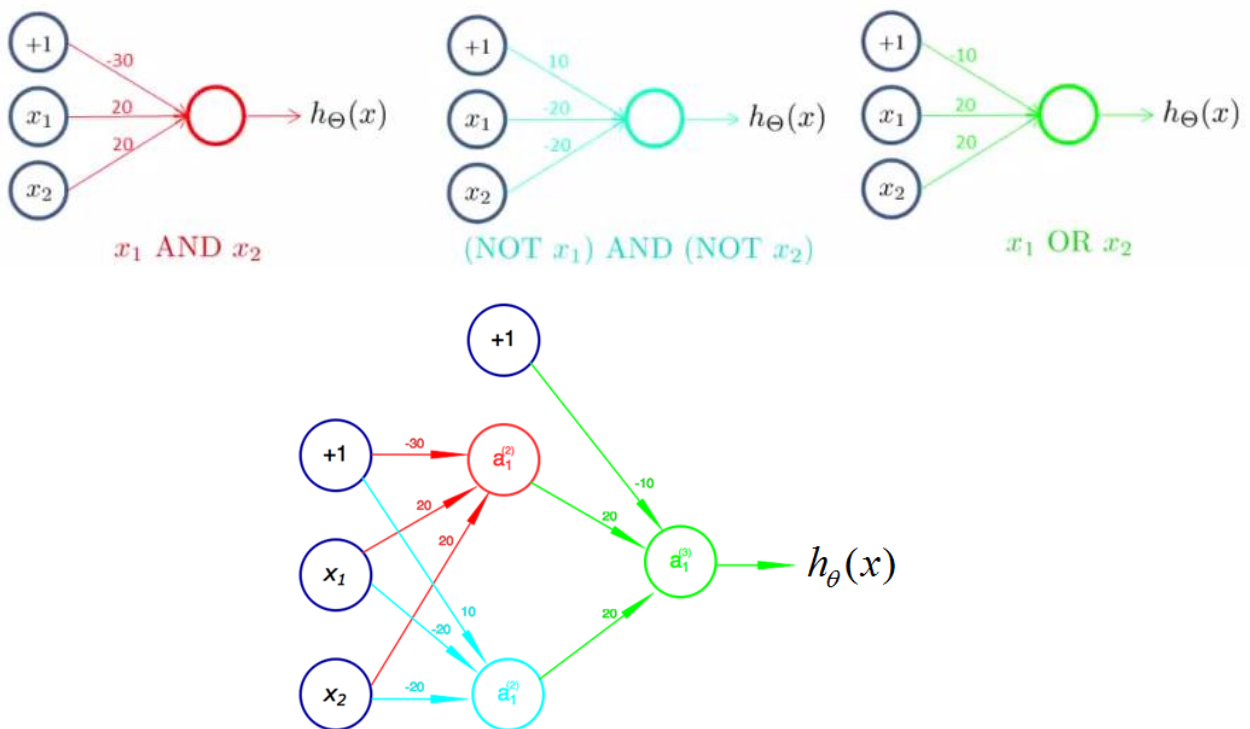 +1
-30
x₁
20
hΘ(x)
20
x₂
x₁ AND x₂
+1
10
x₁
-20
hΘ(x)
-20
x₂
(NOT x₁) AND (NOT x₂)
+1
-10
x₁
20
hΘ(x)
20
x₂
x₁ OR x₂
+1
+1
-30
a₁⁽²⁾
-10
20
20
20
x₁
a₁⁽³⁾
hθ(x)
10
-20
20
x₂
-20
a₁⁽²⁾